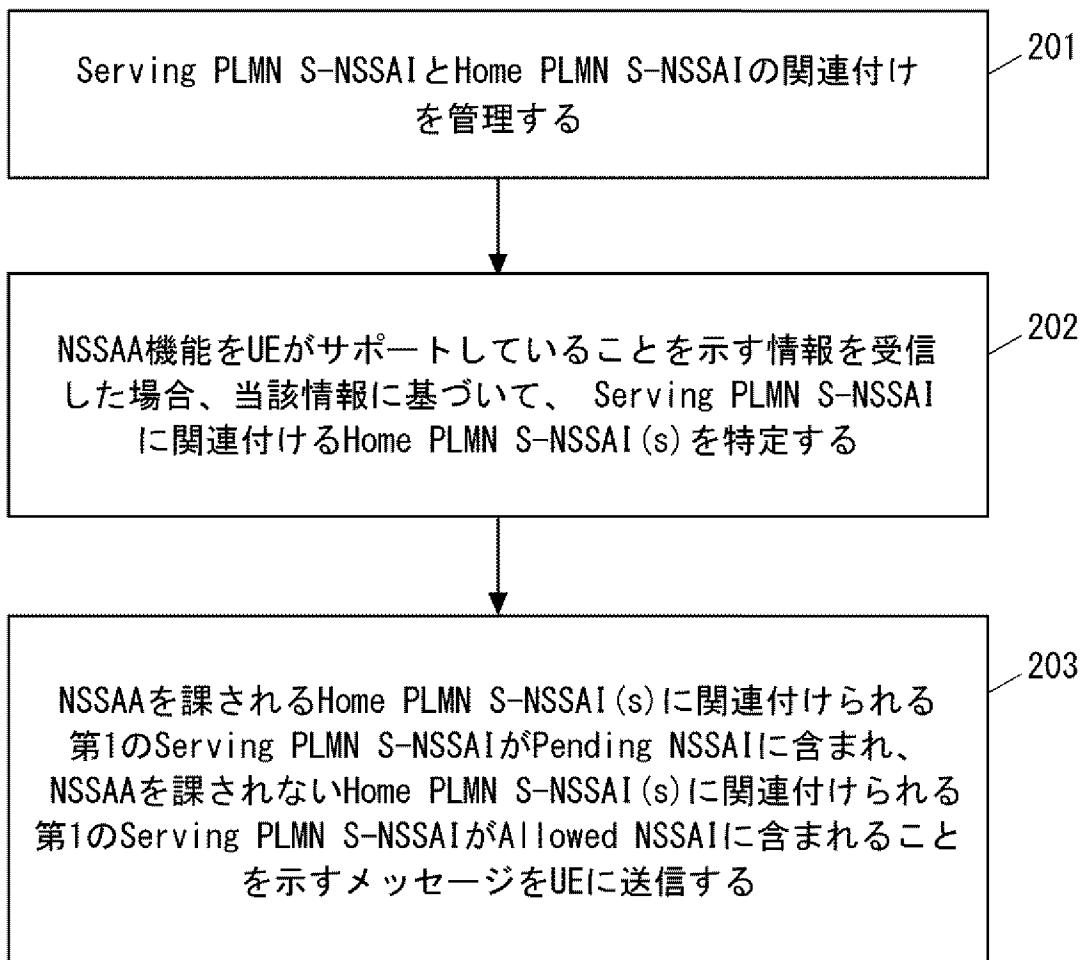 Serving PLMN S-NSSAIとHome PLMN S-NSSAIの関連付け
を管理する
201
NSSAA機能をUEがサポートしていることを示す情報を受信
した場合、当該情報に基づいて、 Serving PLMN S-NSSAI
に関連付けるHome PLMN S-NSSAI(s)を特定する
202
NSSAAを課されるHome PLMN S-NSSAI(s)に関連付けられる
第1のServing PLMN S-NSSAIがPending NSSAIに含まれ、
NSSAAを課されないHome PLMN S-NSSAI(s)に関連付けられる
第1のServing PLMN S-NSSAIがAllowed NSSAIに含まれること
を示すメッセージをUEに送信する
203